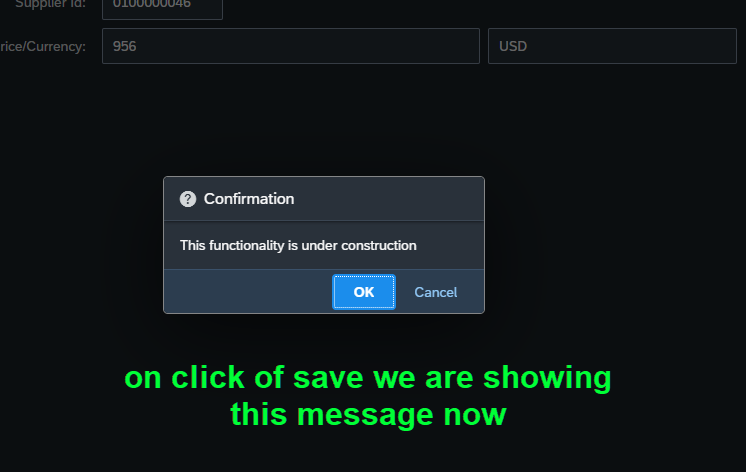 Supplier Id: 0100000046
rice/Currency: 956 USD
Confirmation
This functionality is under construction
OK Cancel
on click of save we are showing
this message now